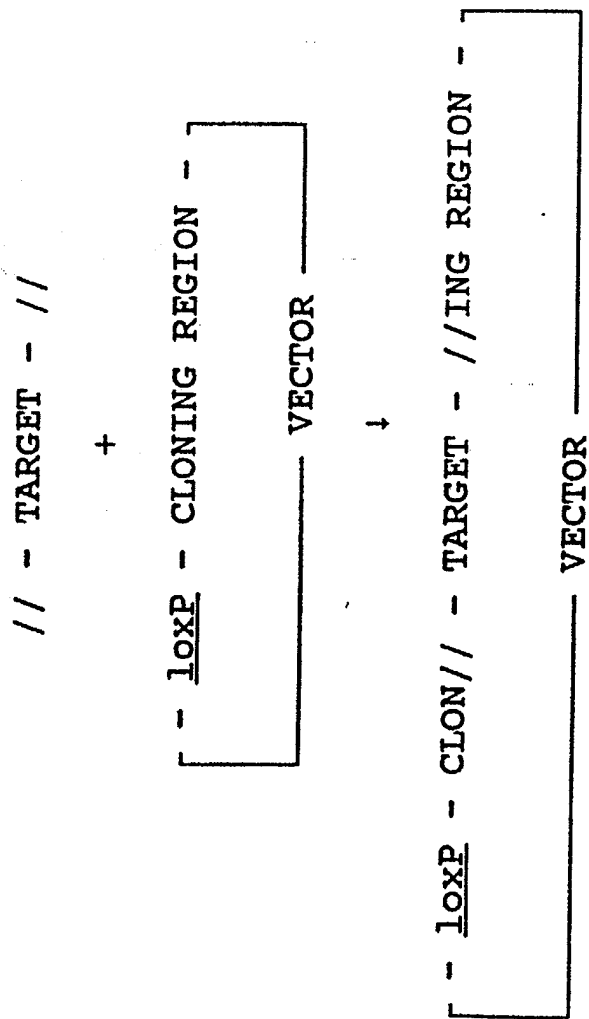 // - TARGET - //
+
- loxP - CLONING REGION -
VECTOR
↓
- loxP - CLON// - TARGET - //ING REGION -
VECTOR